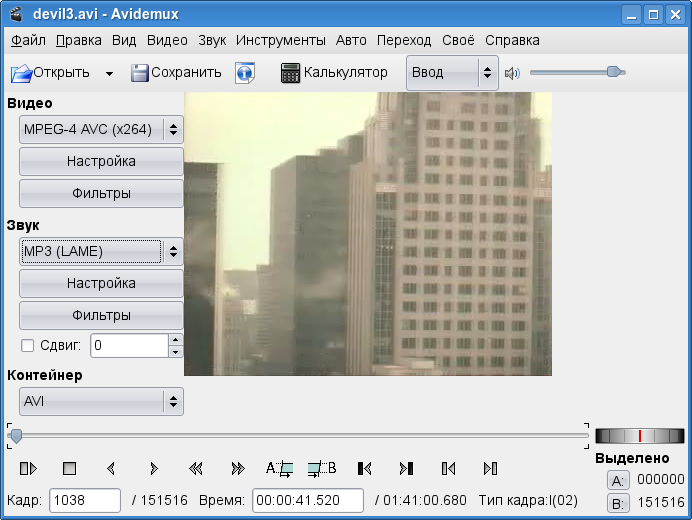 devil3.avi - Avidemux
Файл Правка Вид Видео Звук Инструменты Авто Переход Своё Справка
Открыть Сохранить Калькулятор Ввод
Видео
MPEG-4 AVC (x264)
Настройка
Фильтры
Звук
MP3 (LAME)
Настройка
Фильтры
Сдвиг: 0
Контейнер
AVI
A B
Выделено
A: 000000
Кадр: 1038 / 151516 Время: 00:00:41.520 / 01:41:00.680 Тип кадра:I(02)
B: 151516